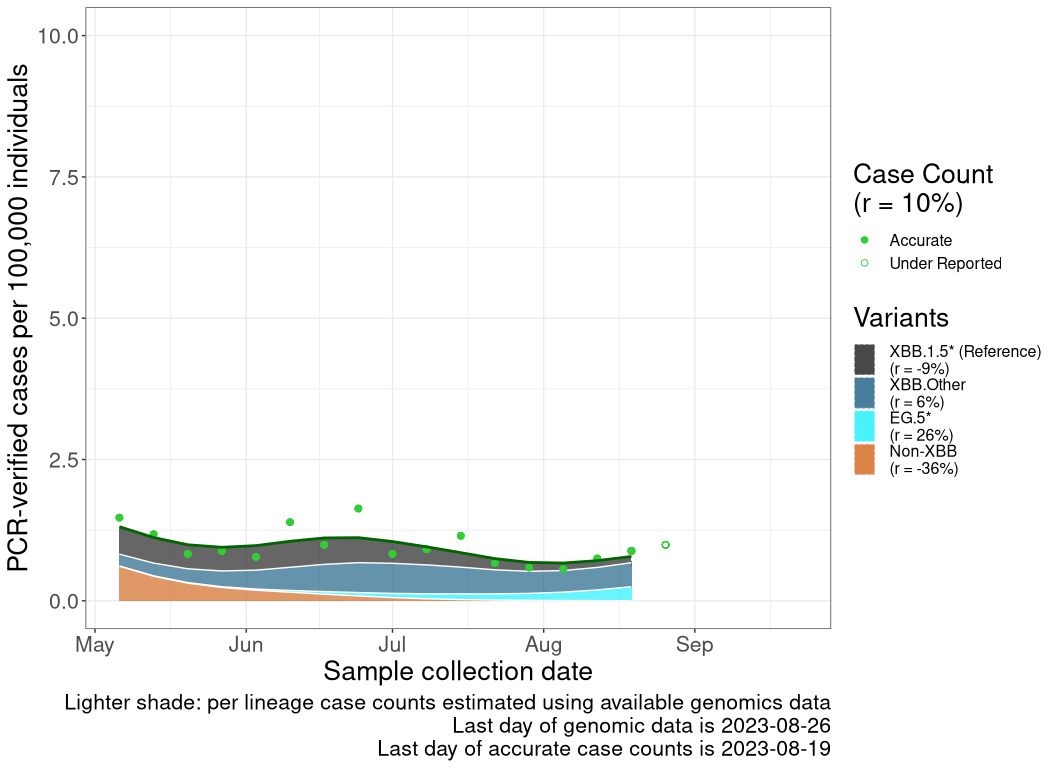 PCR-verified cases per 100,000 individuals
10.0
7.5
5.0
2.5
0.0
May
Jun
Jul
Aug
Sep
Sample collection date
Lighter shade: per lineage case counts estimated using available genomics data
Last day of genomic data is 2023-08-26
Last day of accurate case counts is 2023-08-19
Case Count
(r = 10%)
Accurate
Under Reported
Variants
XBB.1.5* (Reference)
(r = -9%)
XBB.Other
(r = 6%)
EG.5*
(r = 26%)
Non-XBB
(r = -36%)